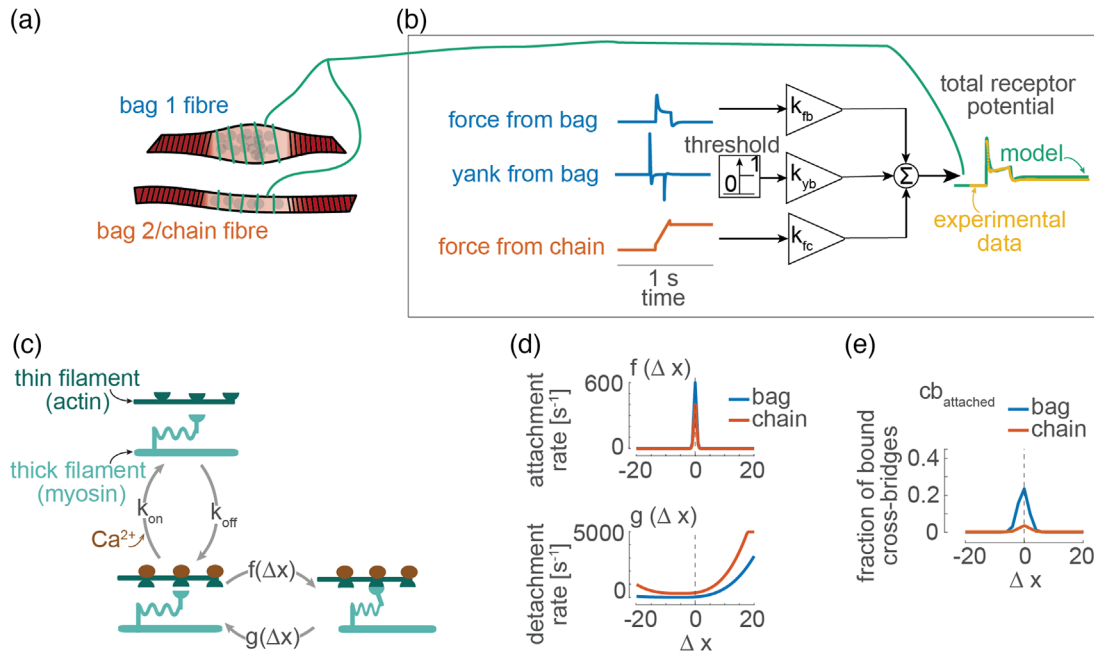 (a)
bag 1 fibre
bag 2/chain fibre
(b)
force from bag
yank from bag
force from chain
threshold
0
1
k_fb
k_yb
k_fc
Σ
total receptor
potential
model
experimental
data
1 s
time
(c)
thin filament
(actin)
thick filament
(myosin)
k_on
k_off
Ca²⁺
f(Δx)
g(Δx)
(d)
f (Δ x)
attachment
rate [s⁻¹]
600
0
-20
0
20
bag
chain
g (Δ x)
detachment
rate [s⁻¹]
5000
0
-20
0
20
Δ x
(e)
cb_attached
bag
chain
fraction of bound
cross-bridges
0.4
0.2
0
-20
0
20
Δ x